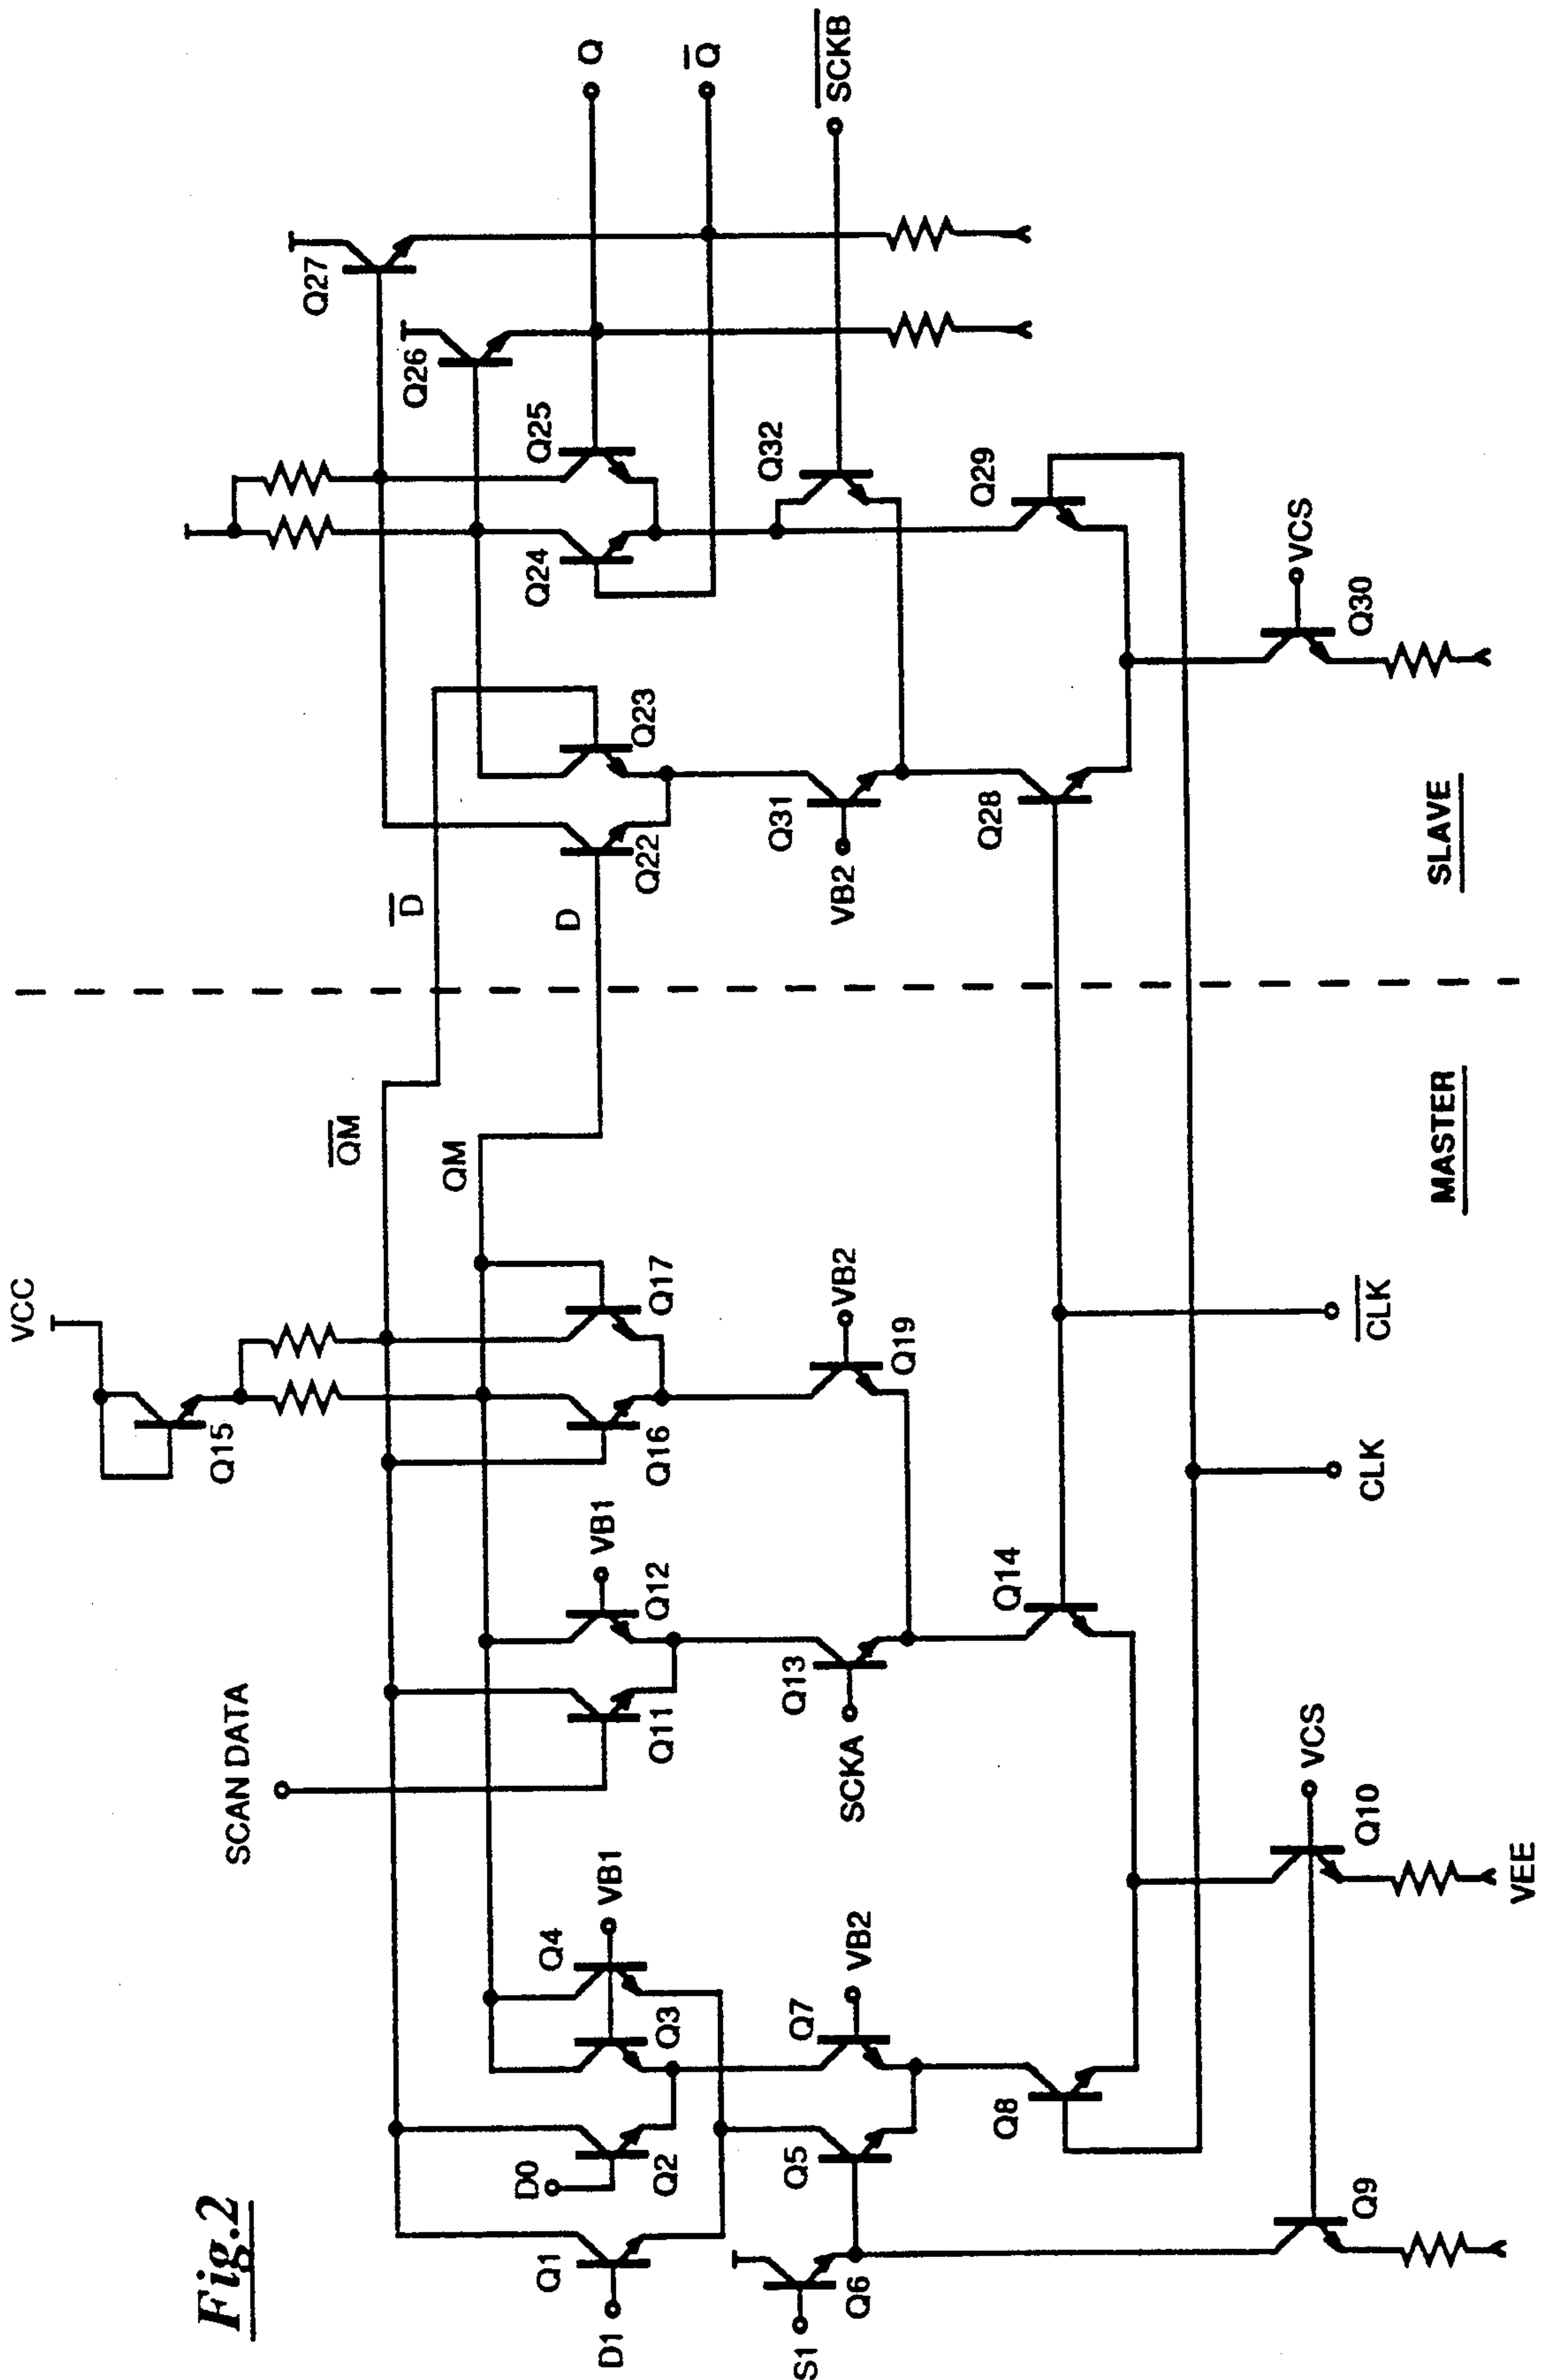 Fig.2
VCC
SCAN DATA
Q15
Q27
Q26
QM
QM
D
D
D1
D0
Q1
Q2
Q3
Q4
VB1
Q11
Q12
VB1
Q16
Q17
Q22
Q23
Q24
Q25
Q
Q
S1
Q6
Q5
Q7
VB2
SCKA
Q13
Q19
VB2
VB2
Q31
Q32
SCKB
Q8
Q14
Q28
Q29
Q9
Q10
VCS
VEE
CLK
CLK
Q30
VCS
MASTER
SLAVE